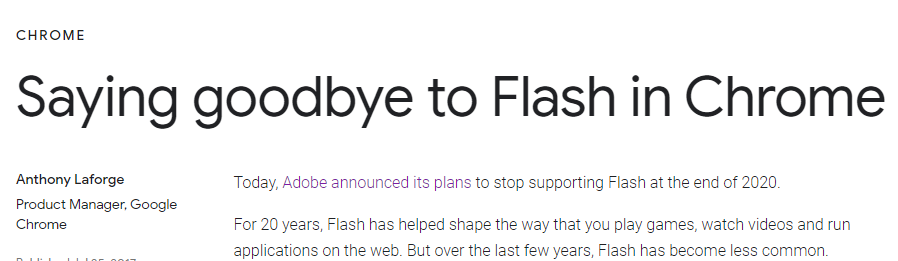 CHROME
Saying goodbye to Flash in Chrome
Anthony Laforge
Product Manager, Google
Chrome
Today, Adobe announced its plans to stop supporting Flash at the end of 2020.
For 20 years, Flash has helped shape the way that you play games, watch videos and run
applications on the web. But over the last few years, Flash has become less common.